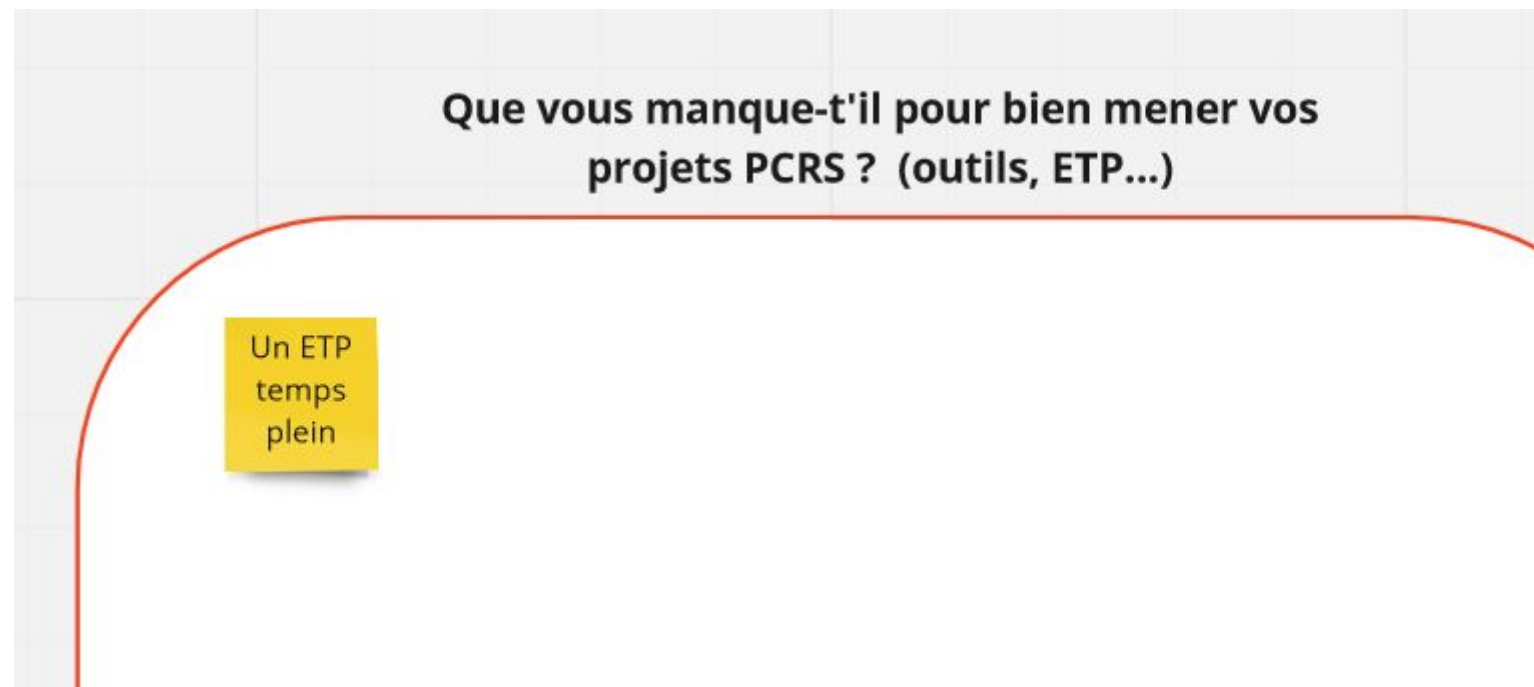 Que vous manque-t'il pour bien mener vos
projets PCRS ? (outils, ETP...)
Un ETP
temps
plein